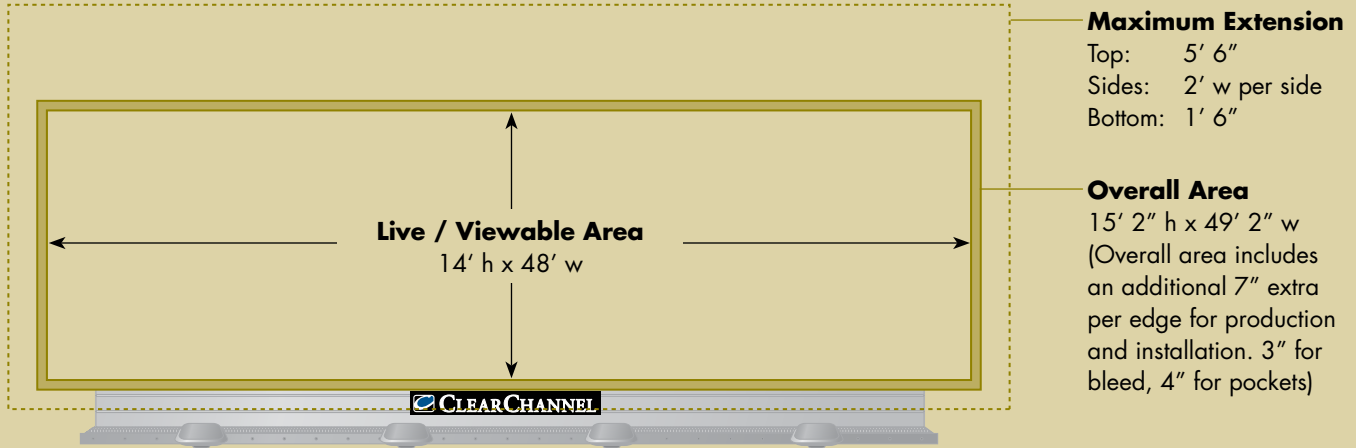 Maximum Extension
Top: 5’ 6”
Sides: 2’ w per side
Bottom: 1’ 6”
Overall Area
15’ 2” h x 49’ 2” w
(Overall area includes
an additional 7” extra
per edge for production
and installation. 3” for
bleed, 4” for pockets)
Live / Viewable Area
14’ h x 48’ w
CLEARCHANNEL